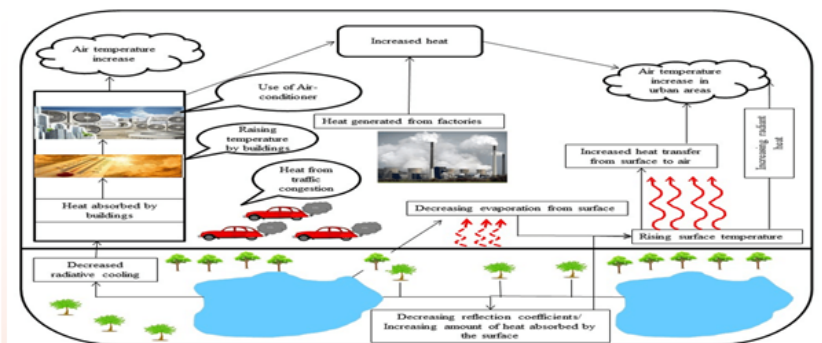 Air temperature
increase
Increased heat
Use of Air-
conditioner
Air temperature
increase in
urban areas
Raising
temperature
by buildings
Heat generated from factories
Heat from
traffic
congestion
Increased heat transfer
from surface to air
Increasing radiant
heat
Heat absorbed by
buildings
Decreasing evaporation from surface
Rising surface temperature
Decreased
radiative cooling
Decreasing reflection coefficients/
Increasing amount of heat absorbed by
the surface